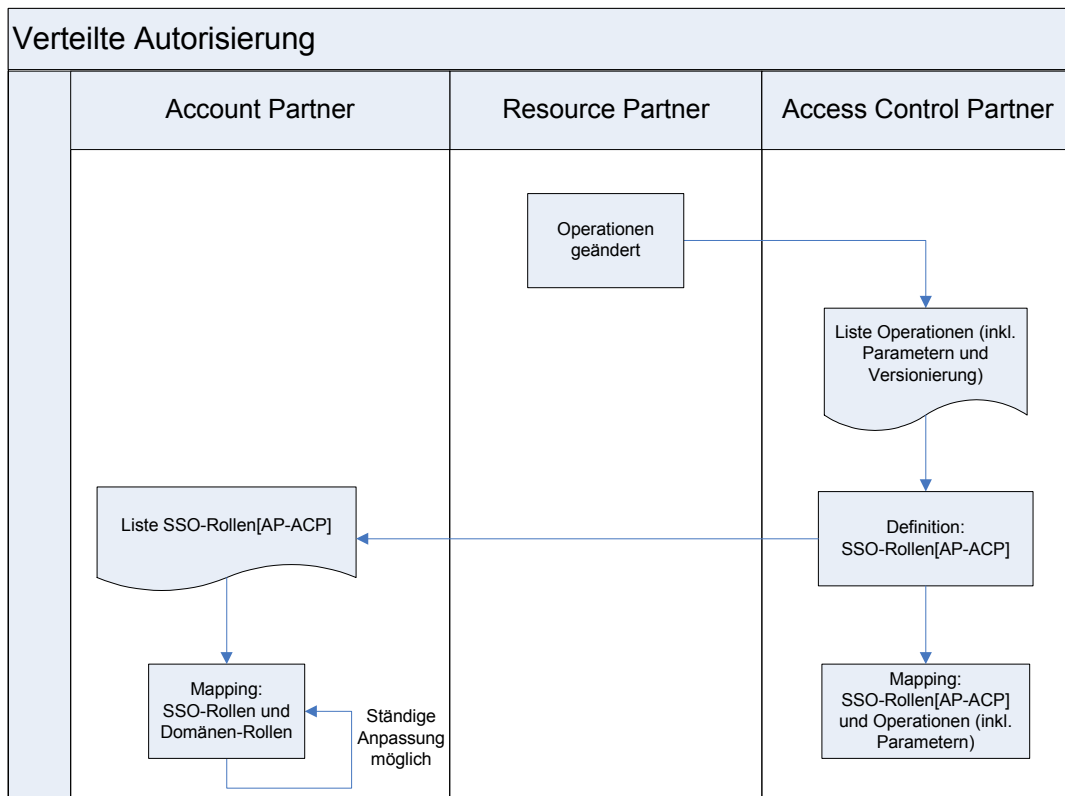 Verteilte Autorisierung
Account Partner
Resource Partner
Access Control Partner
Operationen
geändert
Liste Operationen (inkl.
Parametern und
Versionierung)
Liste SSO-Rollen[AP-ACP]
Definition:
SSO-Rollen[AP-ACP]
Mapping:
SSO-Rollen und
Domänen-Rollen
Ständige
Anpassung
möglich
Mapping:
SSO-Rollen[AP-ACP]
und Operationen (inkl.
Parametern)